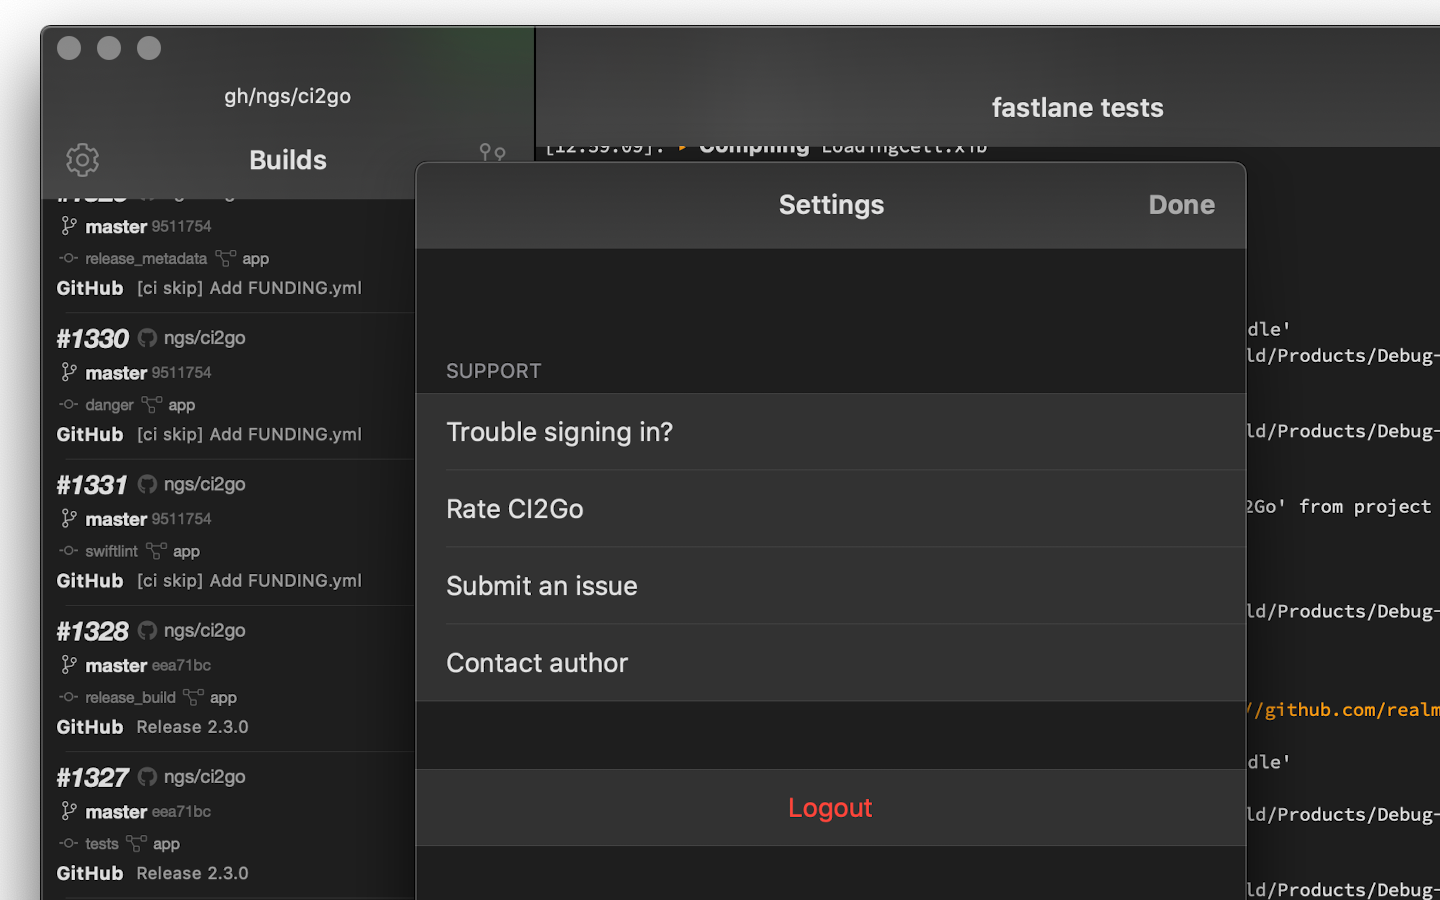 gh/ngs/ci2go
Builds
master 9511754
release_metadata app
GitHub [ci skip] Add FUNDING.yml
#1330 ngs/ci2go
master 9511754
danger app
GitHub [ci skip] Add FUNDING.yml
#1331 ngs/ci2go
master 9511754
swiftlint app
GitHub [ci skip] Add FUNDING.yml
#1328 ngs/ci2go
master eea71bc
release_build app
GitHub Release 2.3.0
#1327 ngs/ci2go
master eea71bc
tests app
GitHub Release 2.3.0
fastlane tests
[12:59:09]: ▸ Compiling LoadingCell.xib
Settings
Done
SUPPORT
Trouble signing in?
Rate CI2Go
Submit an issue
Contact author
Logout
dle'
ld/Products/Debug-
ld/Products/Debug-
2Go' from project
ld/Products/Debug-
//github.com/realm
dle'
ld/Products/Debug-
ld/Products/Debug-